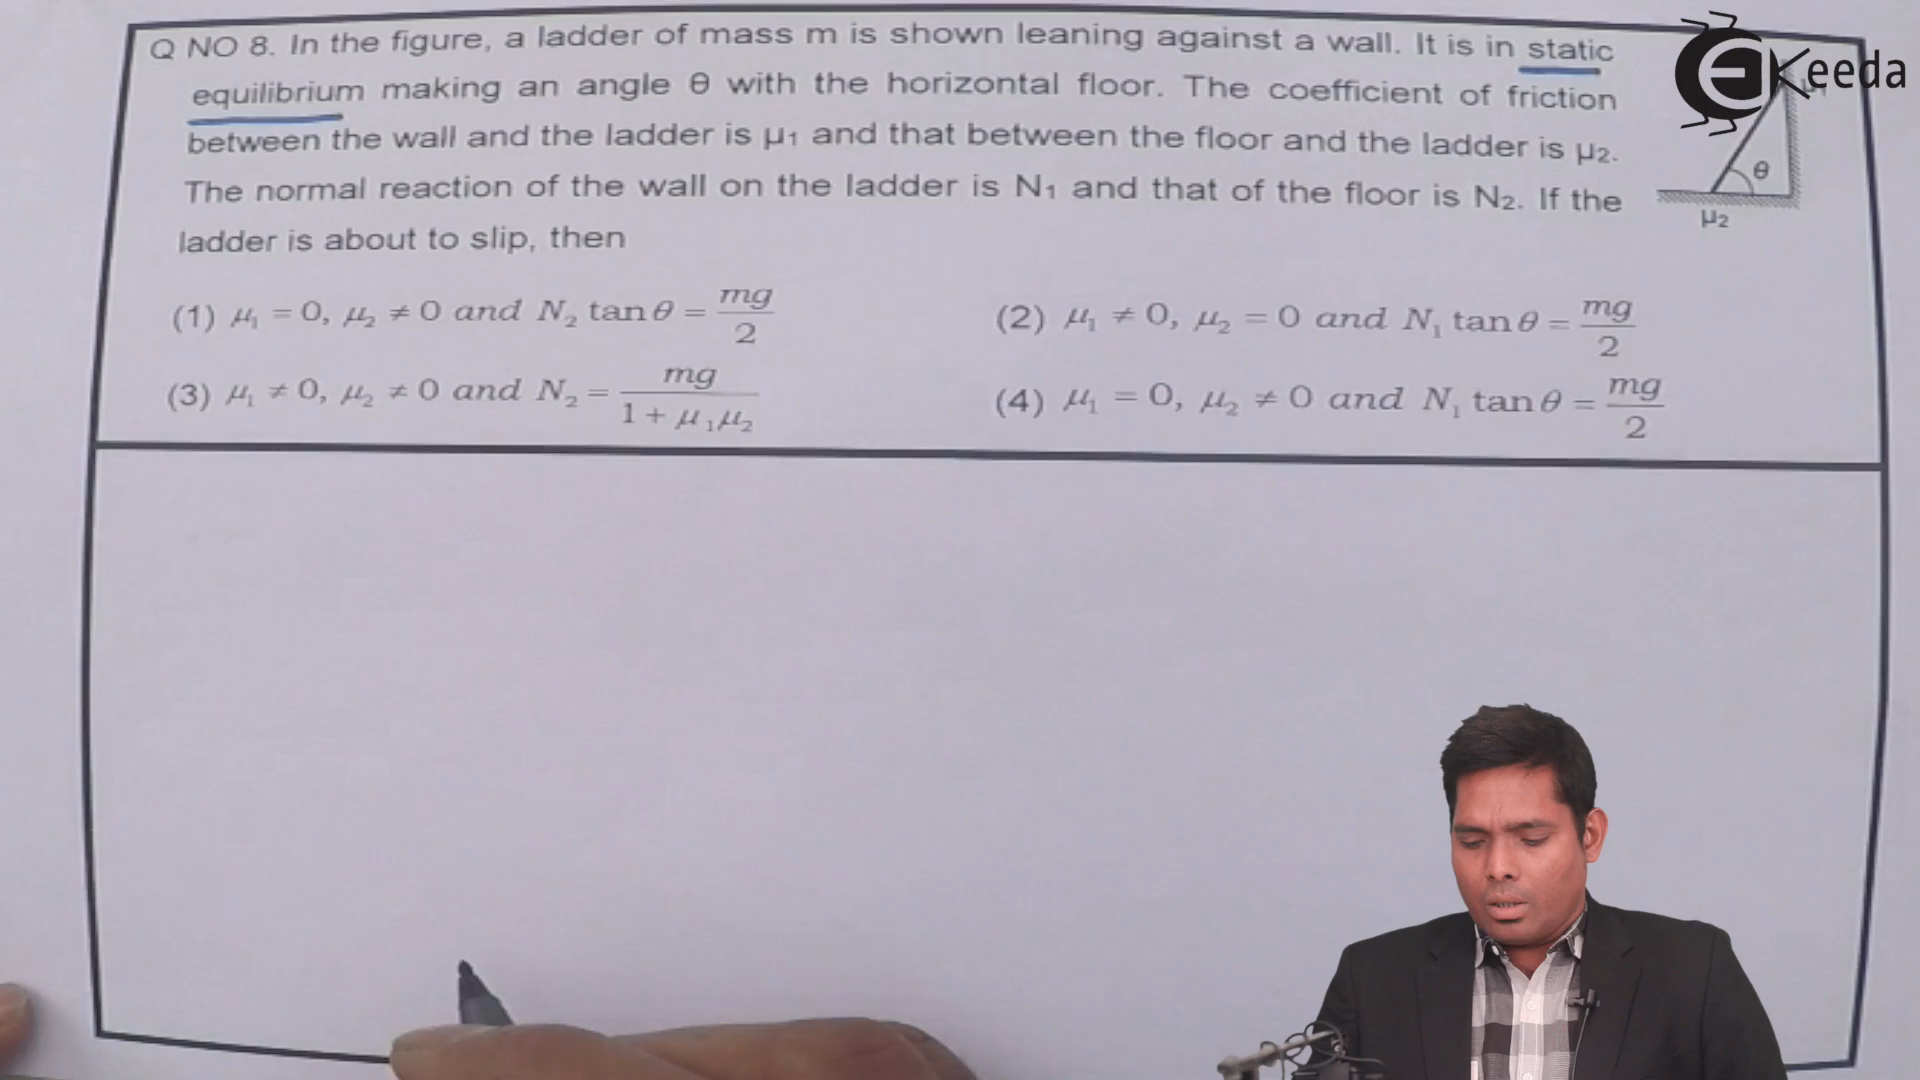 Q NO 8. In the figure, a ladder of mass m is shown leaning against a wall. It is in static
equilibrium making an angle θ with the horizontal floor. The coefficient of friction
between the wall and the ladder is μ₁ and that between the floor and the ladder is μ₂.
The normal reaction of the wall on the ladder is N₁ and that of the floor is N₂. If the
ladder is about to slip, then
(1) μ₁ = 0, μ₂ ≠ 0 and N₂ tan θ = mg/2
(2) μ₁ ≠ 0, μ₂ = 0 and N₁ tan θ = mg/2
(3) μ₁ ≠ 0, μ₂ ≠ 0 and N₂ = mg/(1 + μ₁μ₂)
(4) μ₁ = 0, μ₂ ≠ 0 and N₁ tan θ = mg/2
Ekeeda
θ
μ₂